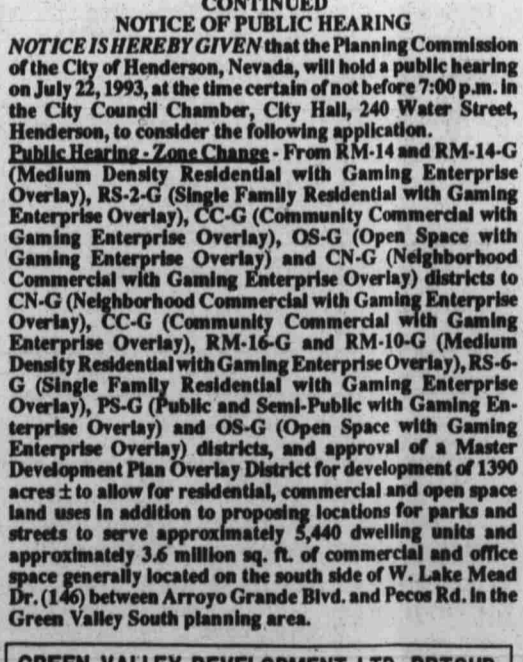 CONTINUED
NOTICE OF PUBLIC HEARING
NOTICE IS HEREBY GIVEN that the Planning Commission
of the City of Henderson, Nevada, will hold a public hearing
on July 22, 1993, at the time certain of not before 7:00 p.m. in
the City Council Chamber, City Hall, 240 Water Street,
Henderson, to consider the following application.
Public Hearing - Zone Change - From RM-14 and RM-14-G
(Medium Density Residential with Gaming Enterprise
Overlay), RS-2-G (Single Family Residential with Gaming
Enterprise Overlay), CC-G (Community Commercial with
Gaming Enterprise Overlay), OS-G (Open Space with
Gaming Enterprise Overlay) and CN-G (Neighborhood
Commercial with Gaming Enterprise Overlay) districts to
CN-G (Neighborhood Commercial with Gaming Enterprise
Overlay), CC-G (Community Commercial with Gaming
Enterprise Overlay), RM-16-G and RM-10-G (Medium
Density Residential with Gaming Enterprise Overlay), RS-6-
G (Single Family Residential with Gaming Enterprise
Overlay), PS-G (Public and Semi-Public with Gaming En-
terprise Overlay) and OS-G (Open Space with Gaming
Enterprise Overlay) districts, and approval of a Master
Development Plan Overlay District for development of 1390
acres ± to allow for residential, commercial and open space
land uses in addition to proposing locations for parks and
streets to serve approximately 5,440 dwelling units and
approximately 3.6 million sq. ft. of commercial and office
space generally located on the south side of W. Lake Mead
Dr. (146) between Arroyo Grande Blvd. and Pecos Rd. in the
Green Valley South planning area.
GREEN VALLEY DEVELOPMENT LTD. PRTSHP